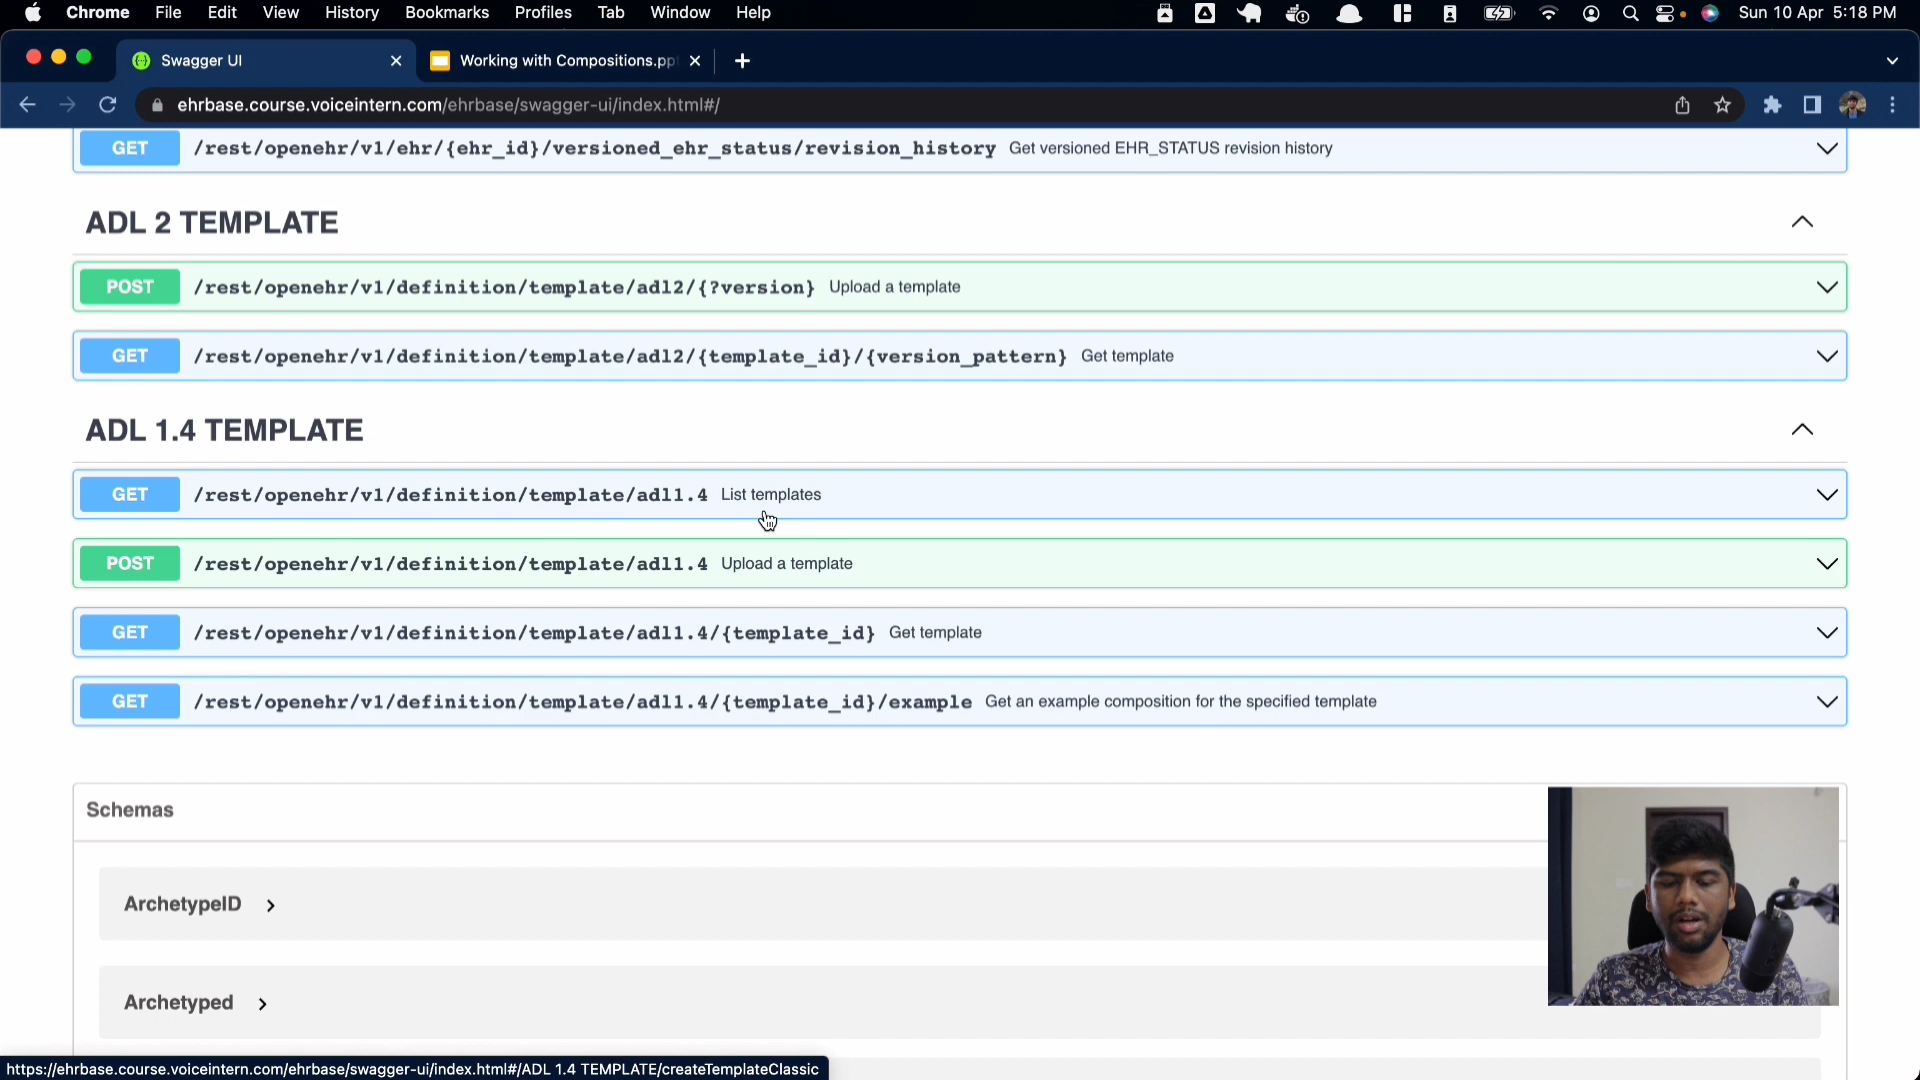 Chrome File Edit View History Bookmarks Profiles Tab Window Help Sun 10 Apr 5:18 PM
Swagger UI Working with Compositions.pp
ehrbase.course.voiceintern.com/ehrbase/swagger-ui/index.html#/
GET /rest/openehr/v1/ehr/{ehr_id}/versioned_ehr_status/revision_history Get versioned EHR_STATUS revision history
ADL 2 TEMPLATE
POST /rest/openehr/v1/definition/template/adl2/{?version} Upload a template
GET /rest/openehr/v1/definition/template/adl2/{template_id}/{version_pattern} Get template
ADL 1.4 TEMPLATE
GET /rest/openehr/v1/definition/template/adl1.4 List templates
POST /rest/openehr/v1/definition/template/adl1.4 Upload a template
GET /rest/openehr/v1/definition/template/adl1.4/{template_id} Get template
GET /rest/openehr/v1/definition/template/adl1.4/{template_id}/example Get an example composition for the specified template
Schemas
ArchetypeID
Archetyped
https://ehrbase.course.voiceintern.com/ehrbase/swagger-ui/index.html#/ADL 1.4 TEMPLATE/createTemplateClassic